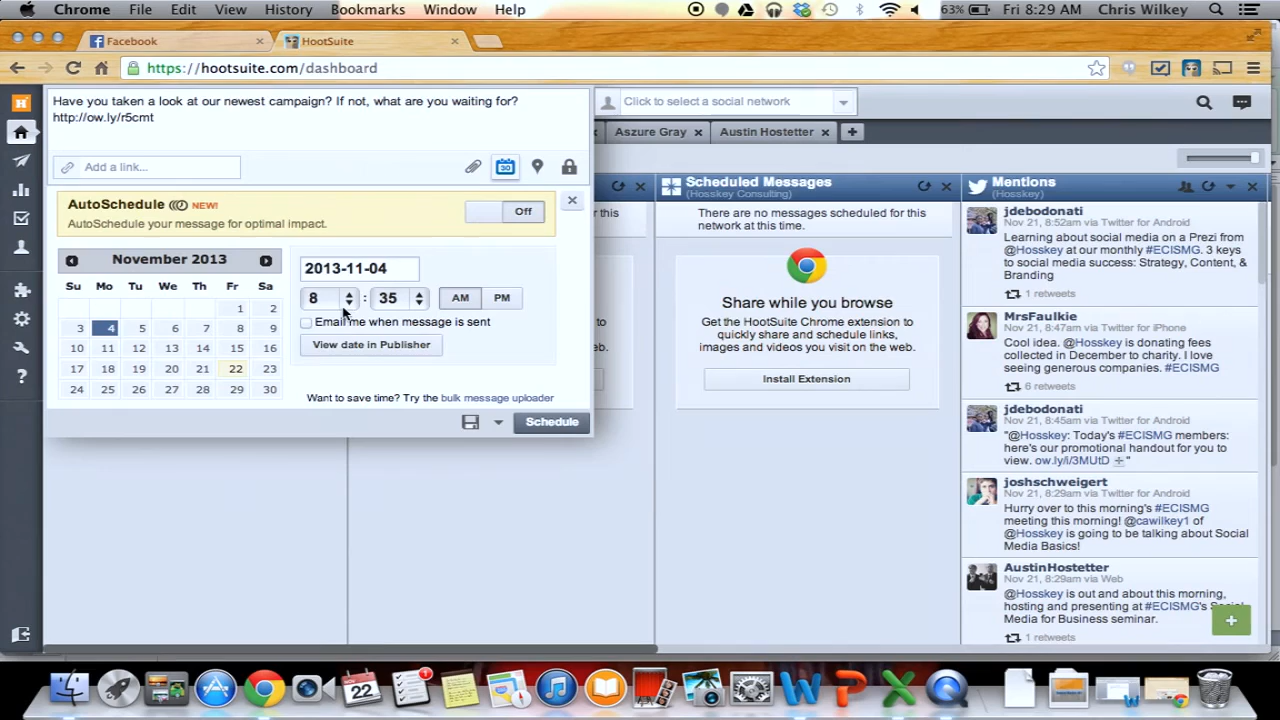 Chrome File Edit View History Bookmarks Window Help 63% Fri 8:29 AM Chris Wilkey
Facebook HootSuite
https://hootsuite.com/dashboard
Have you taken a look at our newest campaign? If not, what are you waiting for?
http://ow.ly/r5cmt
Click to select a social network
Aszure Gray Austin Hostetter
Add a link...
30
AutoSchedule NEW!
AutoSchedule your message for optimal impact.
Off
November 2013
Su Mo Tu We Th Fr Sa
1 2
3 4 5 6 7 8 9
10 11 12 13 14 15 16
17 18 19 20 21 22 23
24 25 26 27 28 29 30
2013-11-04
8 : 35 AM PM
Email me when message is sent
View date in Publisher
Want to save time? Try the bulk message uploader
Schedule
for this
to
eb.
Scheduled Messages
(Hosskey Consulting)
There are no messages scheduled for this
network at this time.
Share while you browse
Get the HootSuite Chrome extension to
quickly share and schedule links,
images and videos you visit on the web.
Install Extension
Mentions
(Hosskey)
jdebodonati
Nov 21, 8:52am via Twitter for Android
Learning about social media on a Prezi from
@Hosskey at our monthly #ECISMG. 3 keys
to social media success: Strategy, Content, &
Branding
1 retweets
MrsFaulkie
Nov 21, 8:47am via Twitter for iPhone
Cool idea. @Hosskey is donating fees
collected in December to charity. I love
seeing generous companies. #ECISMG
6 retweets
jdebodonati
Nov 21, 8:45am via Twitter for Android
"@Hosskey: Today's #ECISMG members:
here's our promotional handout for you to
view. ow.ly/i/3MUtD "
joshschweigert
Nov 21, 8:29am via Twitter for Android
Hurry over to this morning's #ECISMG
meeting this morning! @cawilkey1 of
@Hosskey is going to be talking about Social
Media Basics!
AustinHostetter
Nov 21, 8:29am via Web
@Hosskey is out and about this morning,
hosting and presenting at #ECISMG's Social
Media for Business seminar.
1 retweets
22
1